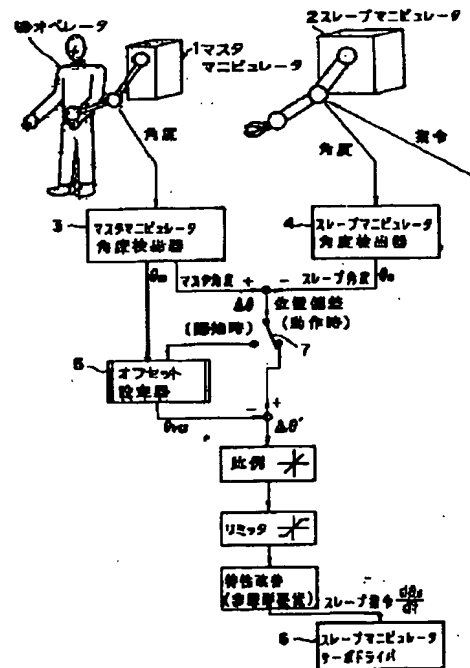 オペレータ
1 マスタ
マニピュレータ
2 スレーブマニピュレータ
角度
角度
指令
3
マスタマニピュレータ
角度検出器
4
スレーブマニピュレータ
角度検出器
θm
マスタ角度 + − スレーブ角度
θs
Δθ
位置偏差
(開始時)
(動作時)
7
5
オフセット
設定器
− +
Δθ'
比例
リミッタ
特性改善
スレーブ指令 dθs/dt
6
スレーブマニピュレータ
サーボドライバ